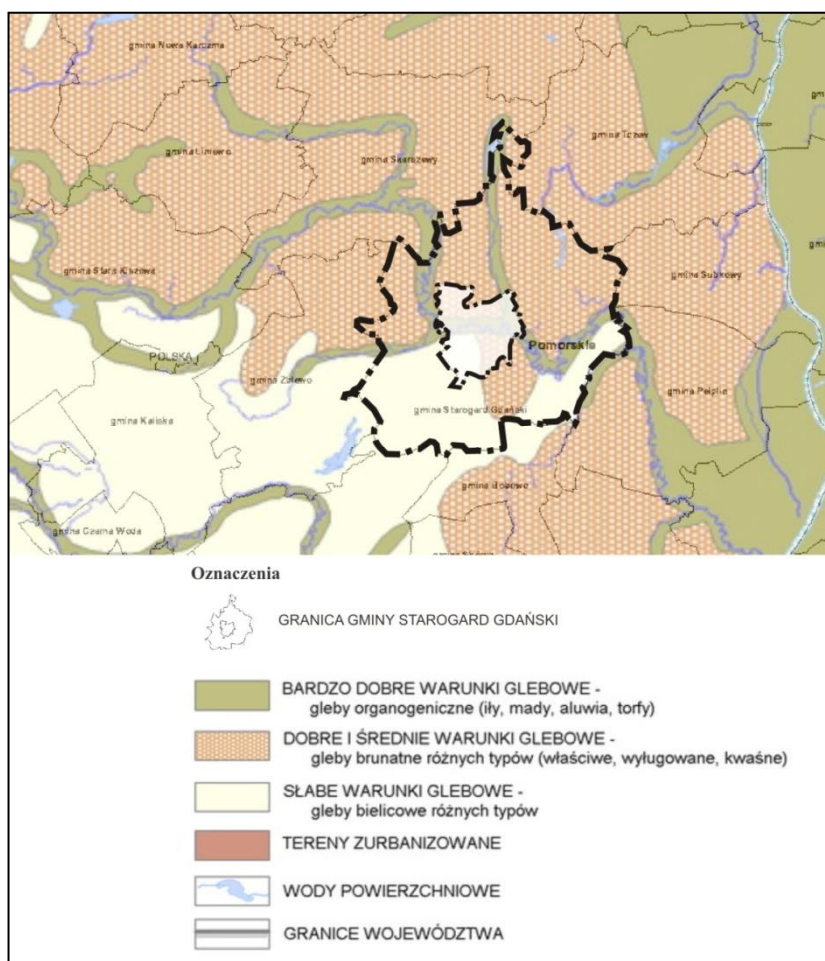 gmina Nowa Karczma
gmina Liniewo
gmina Skarszewy
gmina Tczew
gmina Stara Kiszewa
gmina Subkowy
POLSKA
Pomorskie
gmina Zblewo
gmina Pelplin
gmina Kaliska
gmina Starogard Gdański
gmina Bobowo
gmina Czarna Woda
Oznaczenia
GRANICA GMINY STAROGARD GDAŃSKI
BARDZO DOBRE WARUNKI GLEBOWE -
gleby organogeniczne (iły, mady, aluwia, torfy)
DOBRE I ŚREDNIE WARUNKI GLEBOWE -
gleby brunatne różnych typów (właściwe, wyługowane, kwaśne)
SŁABE WARUNKI GLEBOWE -
gleby bielicowe różnych typów
TERENY ZURBANIZOWANE
WODY POWIERZCHNIOWE
GRANICE WOJEWÓDZTWA